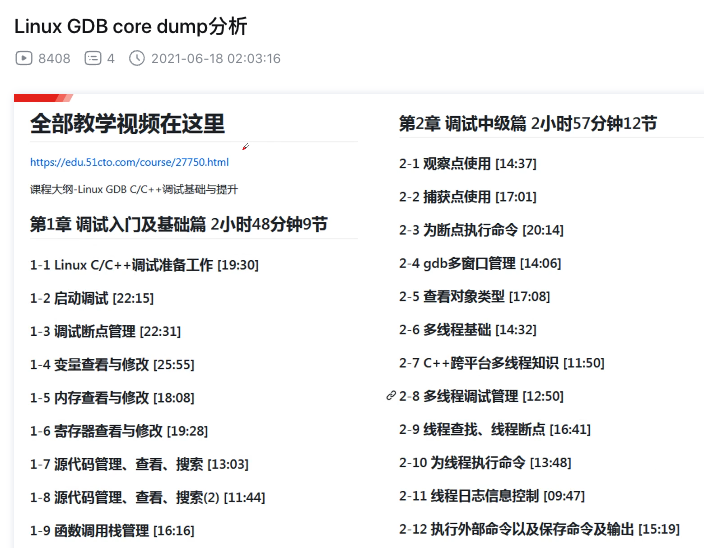 Linux GDB core dump分析
8408 4 2021-06-18 02:03:16
全部教学视频在这里
https://edu.51cto.com/course/27750.html
课程大纲-Linux GDB C/C++调试基础与提升
第1章 调试入门及基础篇 2小时48分钟9节
1-1 Linux C/C++调试准备工作 [19:30]
1-2 启动调试 [22:15]
1-3 调试断点管理 [22:31]
1-4 变量查看与修改 [25:55]
1-5 内存查看与修改 [18:08]
1-6 寄存器查看与修改 [19:28]
1-7 源代码管理、查看、搜索 [13:03]
1-8 源代码管理、查看、搜索(2) [11:44]
1-9 函数调用栈管理 [16:16]
第2章 调试中级篇 2小时57分钟12节
2-1 观察点使用 [14:37]
2-2 捕获点使用 [17:01]
2-3 为断点执行命令 [20:14]
2-4 gdb多窗口管理 [14:06]
2-5 查看对象类型 [17:08]
2-6 多线程基础 [14:32]
2-7 C++跨平台多线程知识 [11:50]
2-8 多线程调试管理 [12:50]
2-9 线程查找、线程断点 [16:41]
2-10 为线程执行命令 [13:48]
2-11 线程日志信息控制 [09:47]
2-12 执行外部命令以及保存命令及输出 [15:19]